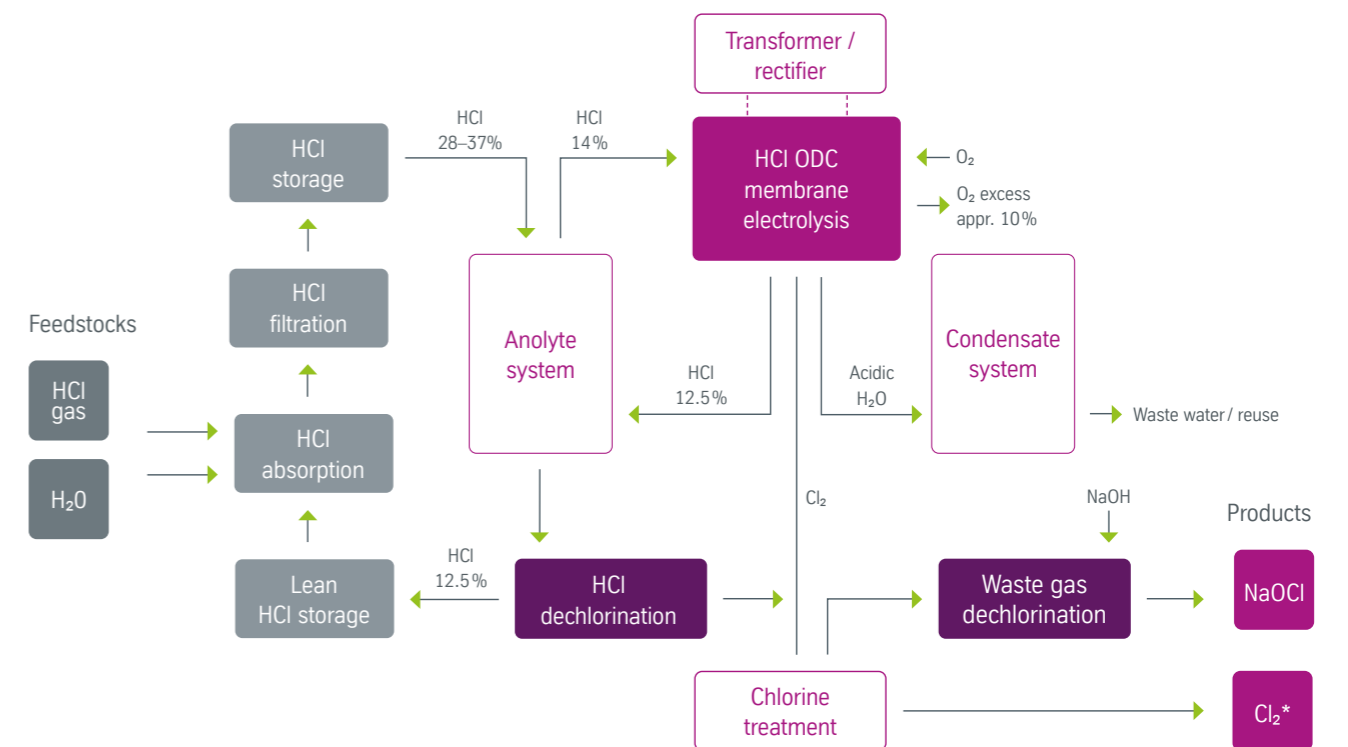 Transformer /
rectifier
HCl
28–37%
HCl
14%
HCl
storage
HCl ODC
membrane
electrolysis
O₂
O₂ excess
appr. 10%
HCl
filtration
Feedstocks
Anolyte
system
Condensate
system
HCl
gas
HCl
12.5%
Acidic
H₂O
Waste water / reuse
HCl
absorption
H₂0
Cl₂
NaOH
Products
HCl
12.5%
Lean
HCl storage
HCl
dechlorination
Waste gas
dechlorination
NaOCl
Chlorine
treatment
Cl₂*